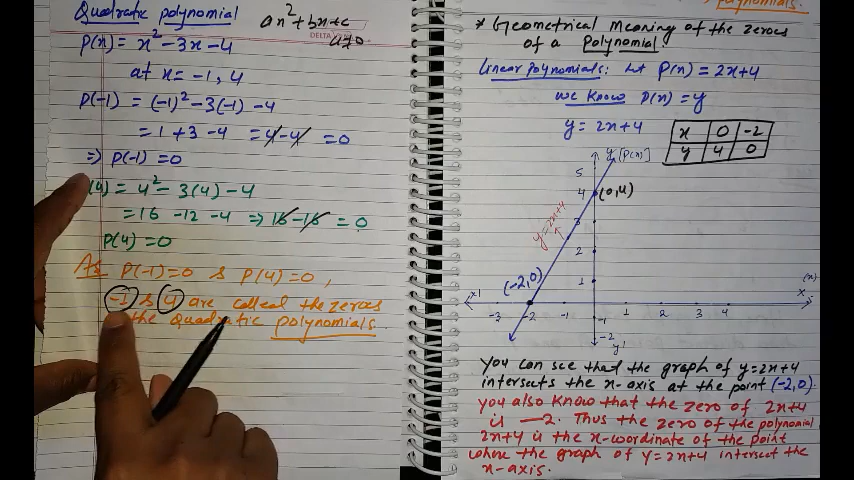 Quadratic polynomial ax²+bx+c
a≠0
P(x) = x²-3x-4
at x = -1, 4
P(-1) = (-1)²-3(-1)-4
= 1+3-4 = 4-4 = 0
=> P(-1) = 0
(4) = 4²-3(4)-4
= 16-12-4 => 16-16 = 0
P(4) = 0
As P(-1)=0 & P(4)=0,
-1 & 4 are called the zeroes
the Quadratic polynomials.
polynomials.
* Geometrical Meaning of the zeroes
of a Polynomial.
Linear Polynomials: Let P(x) = 2x+4
we know P(x) = y
y = 2x+4
x 0 -2
y 4 0
y [P(x)]
5
4 (0,4)
y=2x+4
3
2
(-2,0)
1
(x)
x1 -3 -2 -1 1 2 3 4 x
-1
-2
y1
You can see that the graph of y=2x+4
intersects the x-axis at the point (-2,0).
you also know that the zero of 2x+4
is -2. Thus the zero of the polynomial
2x+4 is the x-coordinate of the point
where the graph of y=2x+4 intersect the
x-axis.